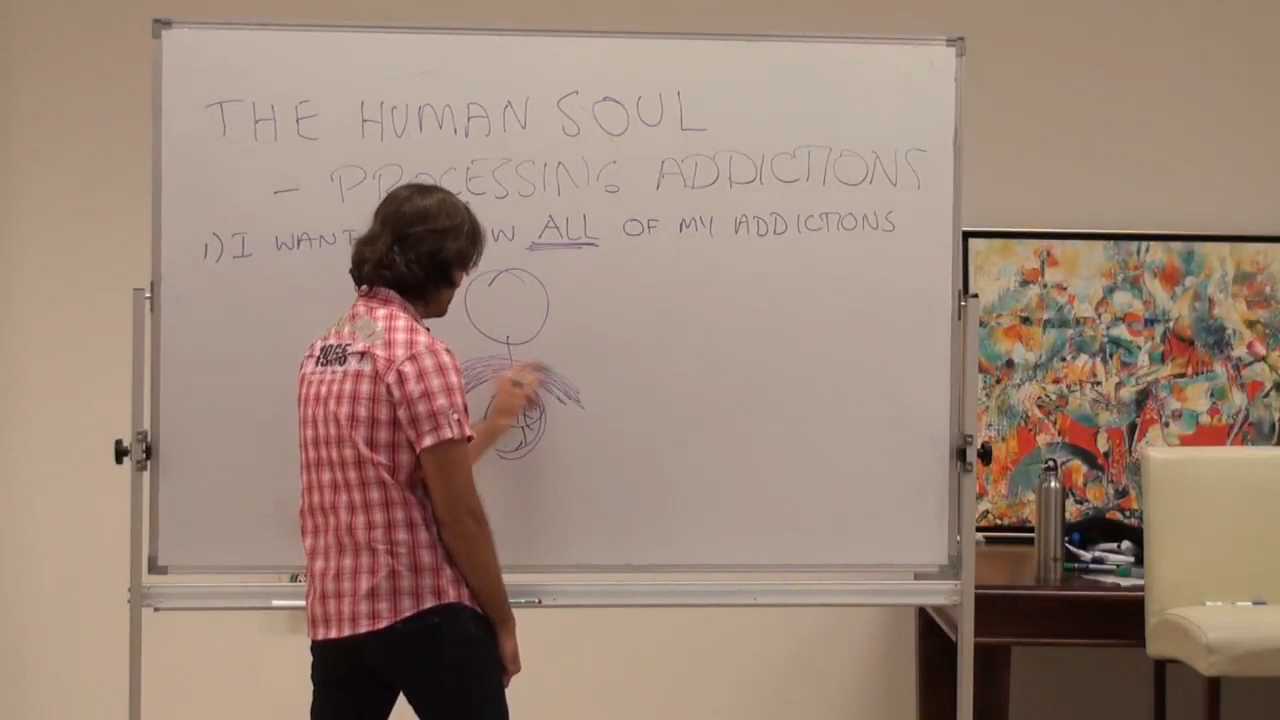 THE HUMAN SOUL
- PROCESSING ADDICTIONS
1) I WANT W ALL OF MY ADDICTIONS